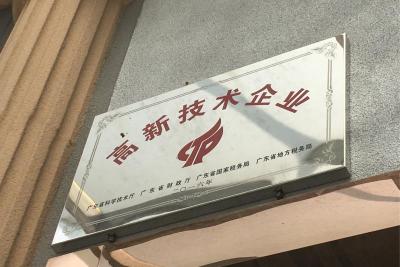 高新技术企业
广东省科学技术厅 广东省财政厅 广东省国家税务局 广东省地方税务局
二〇一六年